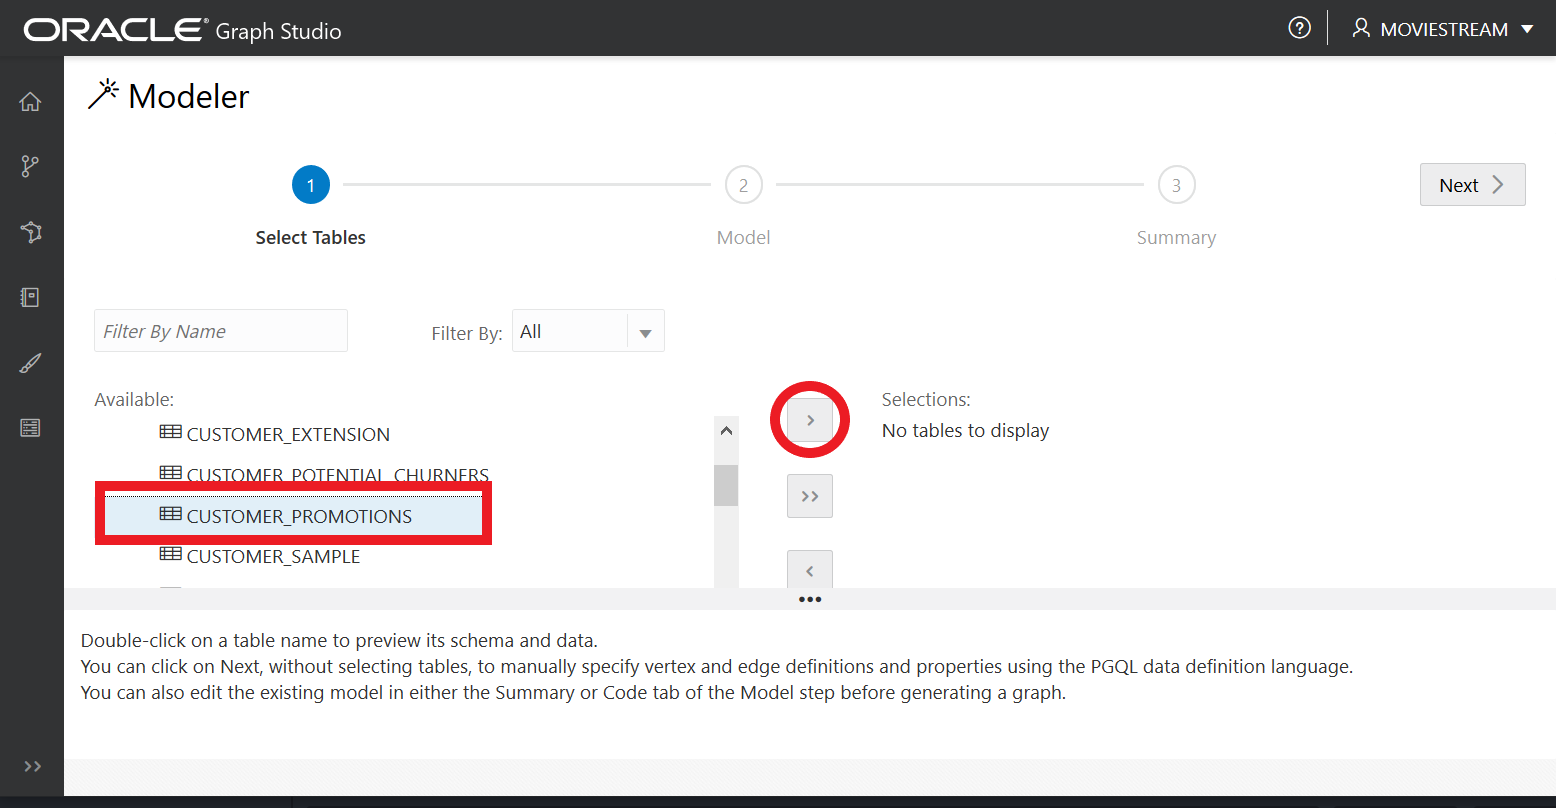 ORACLE® Graph Studio
? MOVIESTREAM
Modeler
1 2 3
Next
Select Tables Model Summary
Filter By Name Filter By: All
Available: Selections:
CUSTOMER_EXTENSION No tables to display
CUSTOMER_POTENTIAL_CHURNERS
CUSTOMER_PROMOTIONS
CUSTOMER_SAMPLE
Double-click on a table name to preview its schema and data.
You can click on Next, without selecting tables, to manually specify vertex and edge definitions and properties using the PGQL data definition language.
You can also edit the existing model in either the Summary or Code tab of the Model step before generating a graph.